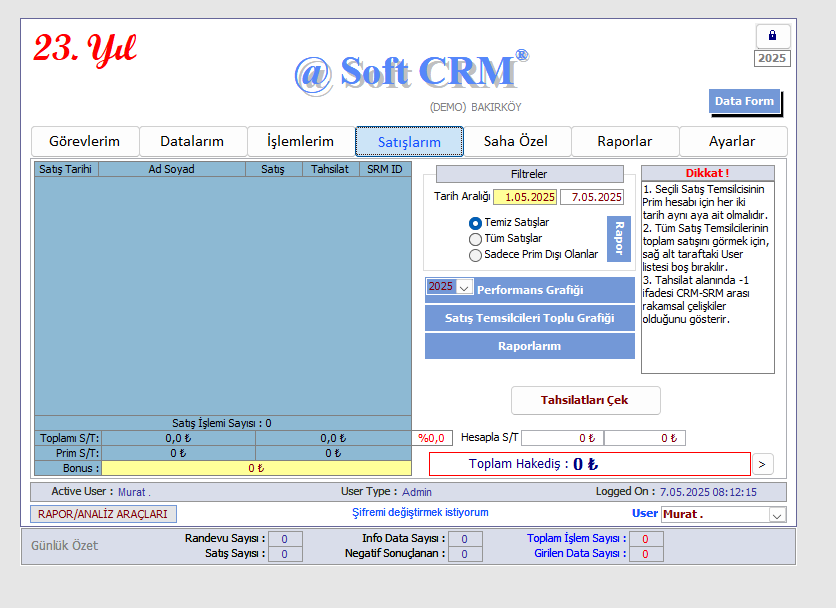 23. Yıl
@ Soft CRM®
2025
(DEMO) BAKIRKÖY
Data Form
Görevlerim Datalarım İşlemlerim Satışlarım Saha Özel Raporlar Ayarlar
Satış Tarihi Ad Soyad Satış Tahsilat SRM ID
Filtreler
Tarih Aralığı 1.05.2025 7.05.2025
Temiz Satışlar
Tüm Satışlar
Sadece Prim Dışı Olanlar
Rapor
2025 Performans Grafiği
Satış Temsilcileri Toplu Grafiği
Raporlarım
Dikkat !
1. Seçili Satış Temsilcisinin
Prim hesabı için her iki
tarih aynı aya ait olmalıdır.
2. Tüm Satış Temsilcilerinin
toplam satışını görmek için,
sağ alt taraftaki User
listesi boş bırakılır.
3. Tahsilat alanında -1
ifadesi CRM-SRM arası
rakamsal çelişkiler
olduğunu gösterir.
Tahsilatları Çek
Satış İşlemi Sayısı : 0
Toplamı S/T: 0,0 ₺ 0,0 ₺ %0,0 Hesapla S/T 0 ₺ 0 ₺
Prim S/T: 0 ₺ 0 ₺
Bonus : 0 ₺
Toplam Hakediş : 0 ₺ >
Active User : Murat . User Type : Admin Logged On : 7.05.2025 08:12:15
RAPOR/ANALİZ ARAÇLARI Şifremi değiştirmek istiyorum User Murat .
Günlük Özet
Randevu Sayısı : 0 Info Data Sayısı : 0 Toplam İşlem Sayısı : 0
Satış Sayısı : 0 Negatif Sonuçlanan : 0 Girilen Data Sayısı : 0